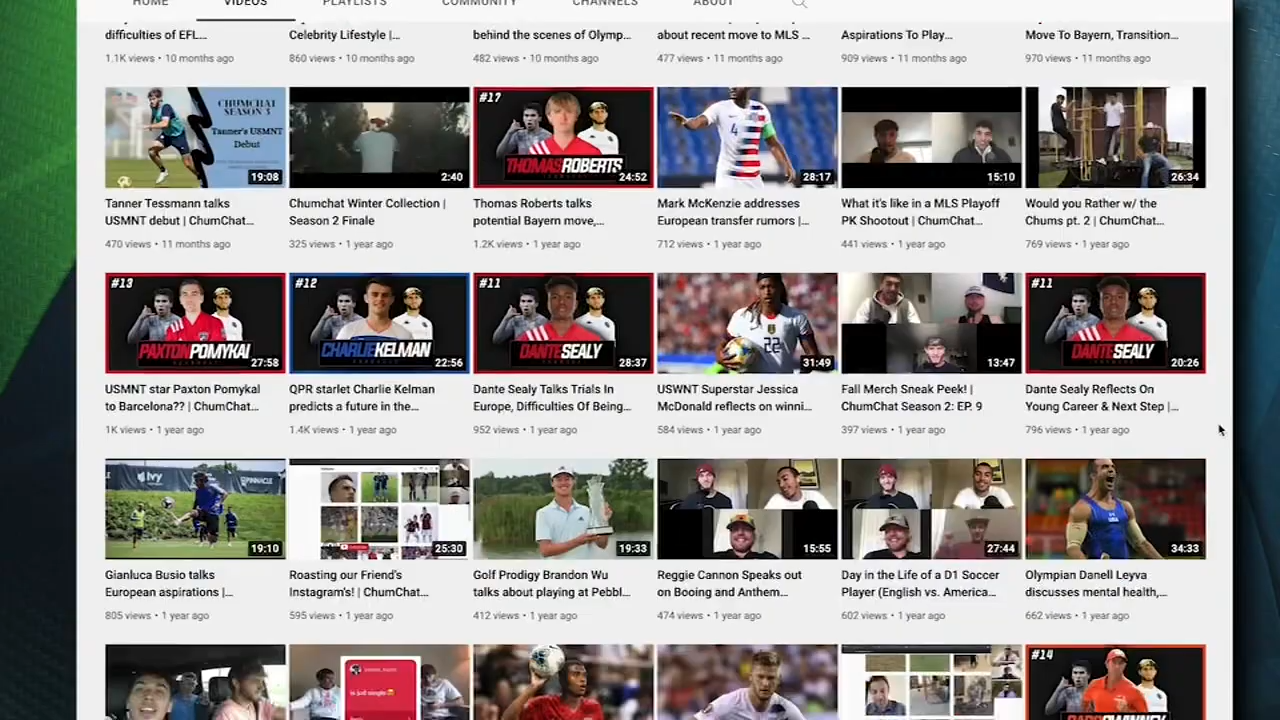 HOME VIDEOS PLAYLISTS COMMUNITY CHANNELS ABOUT
difficulties of EFL...
1.1K views • 10 months ago
Celebrity Lifestyle |...
860 views • 10 months ago
behind the scenes of Olymp...
482 views • 10 months ago
about recent move to MLS ...
477 views • 11 months ago
Aspirations To Play...
909 views • 11 months ago
Move To Bayern, Transition...
970 views • 11 months ago
CHUMCHAT
SEASON 3
Tanner's USMNT
Debut
19:08
Tanner Tessmann talks
USMNT debut | ChumChat...
470 views • 11 months ago
2:40
Chumchat Winter Collection |
Season 2 Finale
325 views • 1 year ago
#17
THOMASROBERTS
24:52
Thomas Roberts talks
potential Bayern move,...
1.2K views • 1 year ago
4
28:17
Mark McKenzie addresses
European transfer rumors |...
712 views • 1 year ago
15:10
What it's like in a MLS Playoff
PK Shootout | ChumChat...
441 views • 1 year ago
26:34
Would you Rather w/ the
Chums pt. 2 | ChumChat...
769 views • 1 year ago
#13
PAXTONPOMYKAL
27:58
USMNT star Paxton Pomykal
to Barcelona?? | ChumChat...
1K views • 1 year ago
#12
CHARLIEKELMAN
22:56
QPR starlet Charlie Kelman
predicts a future in the...
1.4K views • 1 year ago
#11
DANTESEALY
28:37
Dante Sealy Talks Trials In
Europe, Difficulties Of Being...
952 views • 1 year ago
22
31:49
USWNT Superstar Jessica
McDonald reflects on winni...
584 views • 1 year ago
13:47
Fall Merch Sneak Peek! |
ChumChat Season 2: EP. 9
397 views • 1 year ago
#11
DANTESEALY
20:26
Dante Sealy Reflects On
Young Career & Next Step |...
796 views • 1 year ago
ivy
PINNACLE
19:10
Gianluca Busio talks
European aspirations |...
805 views • 1 year ago
25:30
Roasting our Friend's
Instagram's! | ChumChat...
595 views • 1 year ago
19:33
Golf Prodigy Brandon Wu
talks about playing at Pebbl...
412 views • 1 year ago
15:55
Reggie Cannon Speaks out
on Booing and Anthem...
474 views • 1 year ago
27:44
Day in the Life of a D1 Soccer
Player (English vs. America...
602 views • 1 year ago
USA
34:33
Olympian Danell Leyva
discusses mental health,...
662 views • 1 year ago
is just single
#14